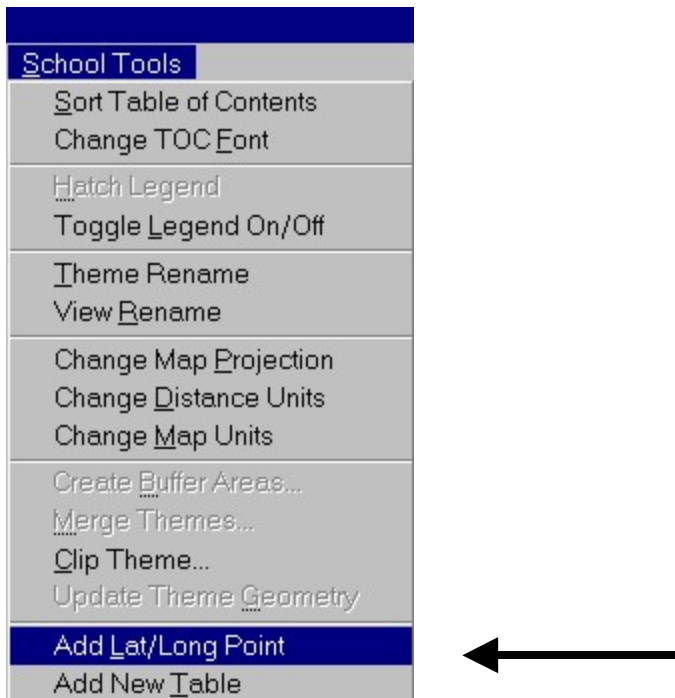 School Tools
Sort Table of Contents
Change TOC Font
Hatch Legend
Toggle Legend On/Off
Theme Rename
View Rename
Change Map Projection
Change Distance Units
Change Map Units
Create Buffer Areas...
Merge Themes...
Clip Theme...
Update Theme Geometry
Add Lat/Long Point
Add New Table